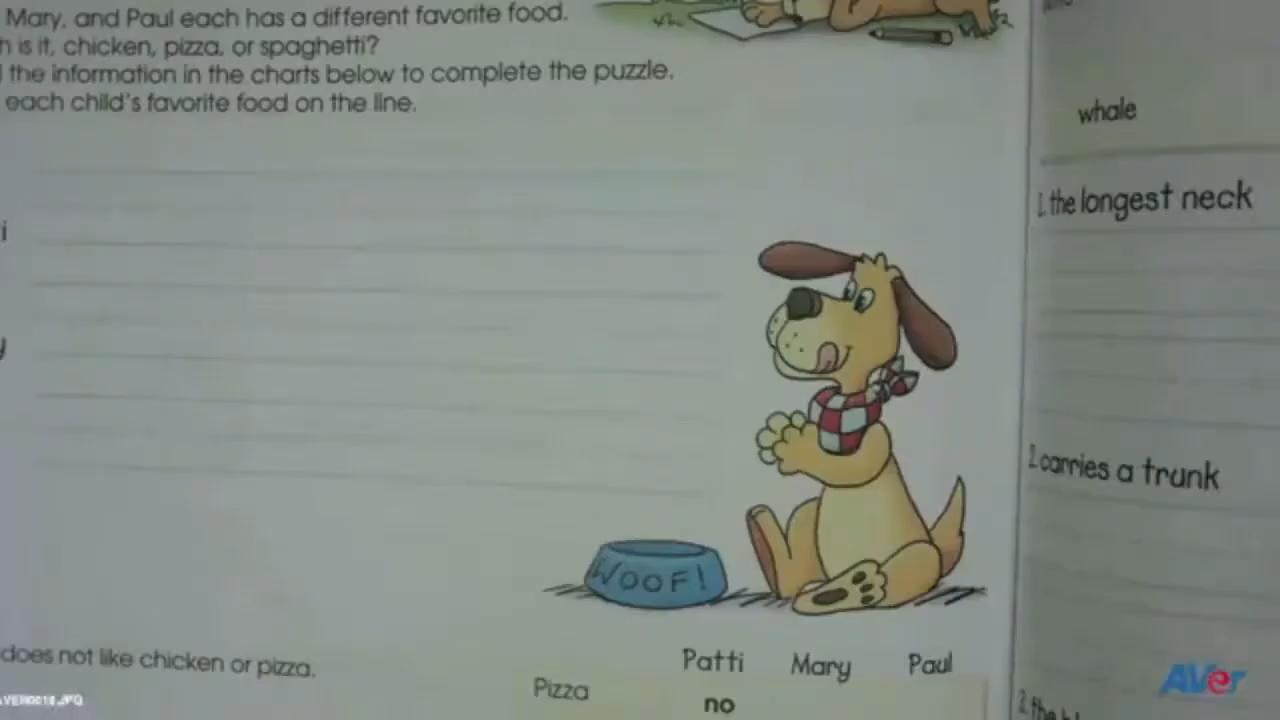 Mary, and Paul each has a different favorite food.
h is it, chicken, pizza, or spaghetti?
the information in the charts below to complete the puzzle.
each child's favorite food on the line.
i
y
WOOF!
does not like chicken or pizza.
Patti Mary Paul
Pizza no
whale
1. the longest neck
2. carries a trunk
3. the
AVer